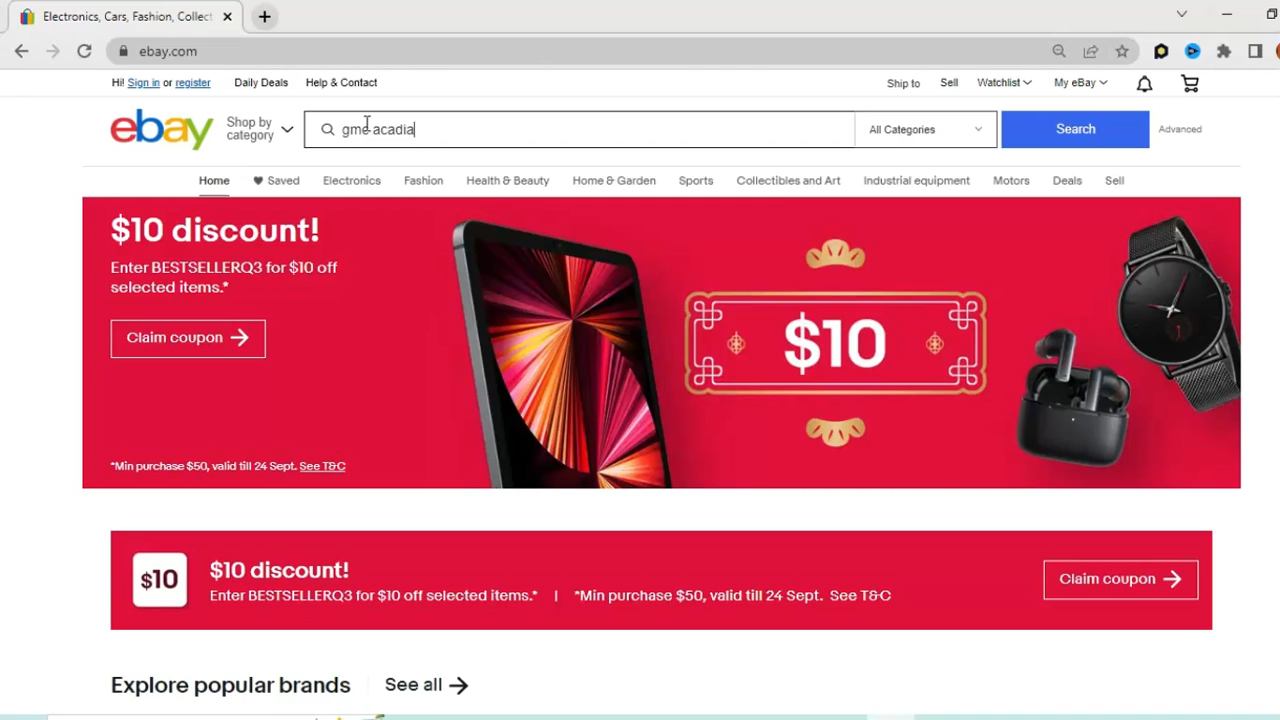 Electronics, Cars, Fashion, Collect
ebay.com
Hi! Sign in or register
Daily Deals
Help & Contact
Ship to
Sell
Watchlist
My eBay
ebay
Shop by
category
gmc acadia
All Categories
Search
Advanced
Home
Saved
Electronics
Fashion
Health & Beauty
Home & Garden
Sports
Collectibles and Art
Industrial equipment
Motors
Deals
Sell
$10 discount!
Enter BESTSELLERQ3 for $10 off
selected items.*
Claim coupon
*Min purchase $50, valid till 24 Sept. See T&C
$10
$10
$10 discount!
Enter BESTSELLERQ3 for $10 off selected items.* | *Min purchase $50, valid till 24 Sept. See T&C
Claim coupon
Explore popular brands
See all